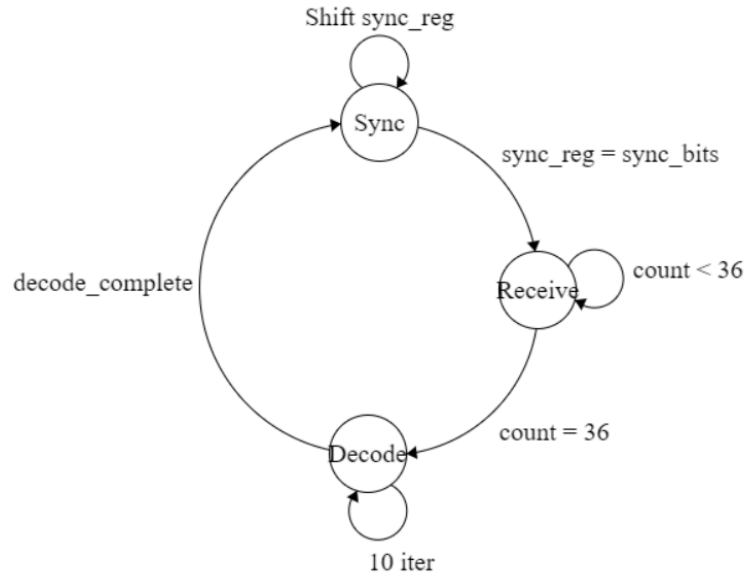 Shift sync_reg
Sync
sync_reg = sync_bits
Receive
count < 36
decode_complete
count = 36
Decode
10 iter